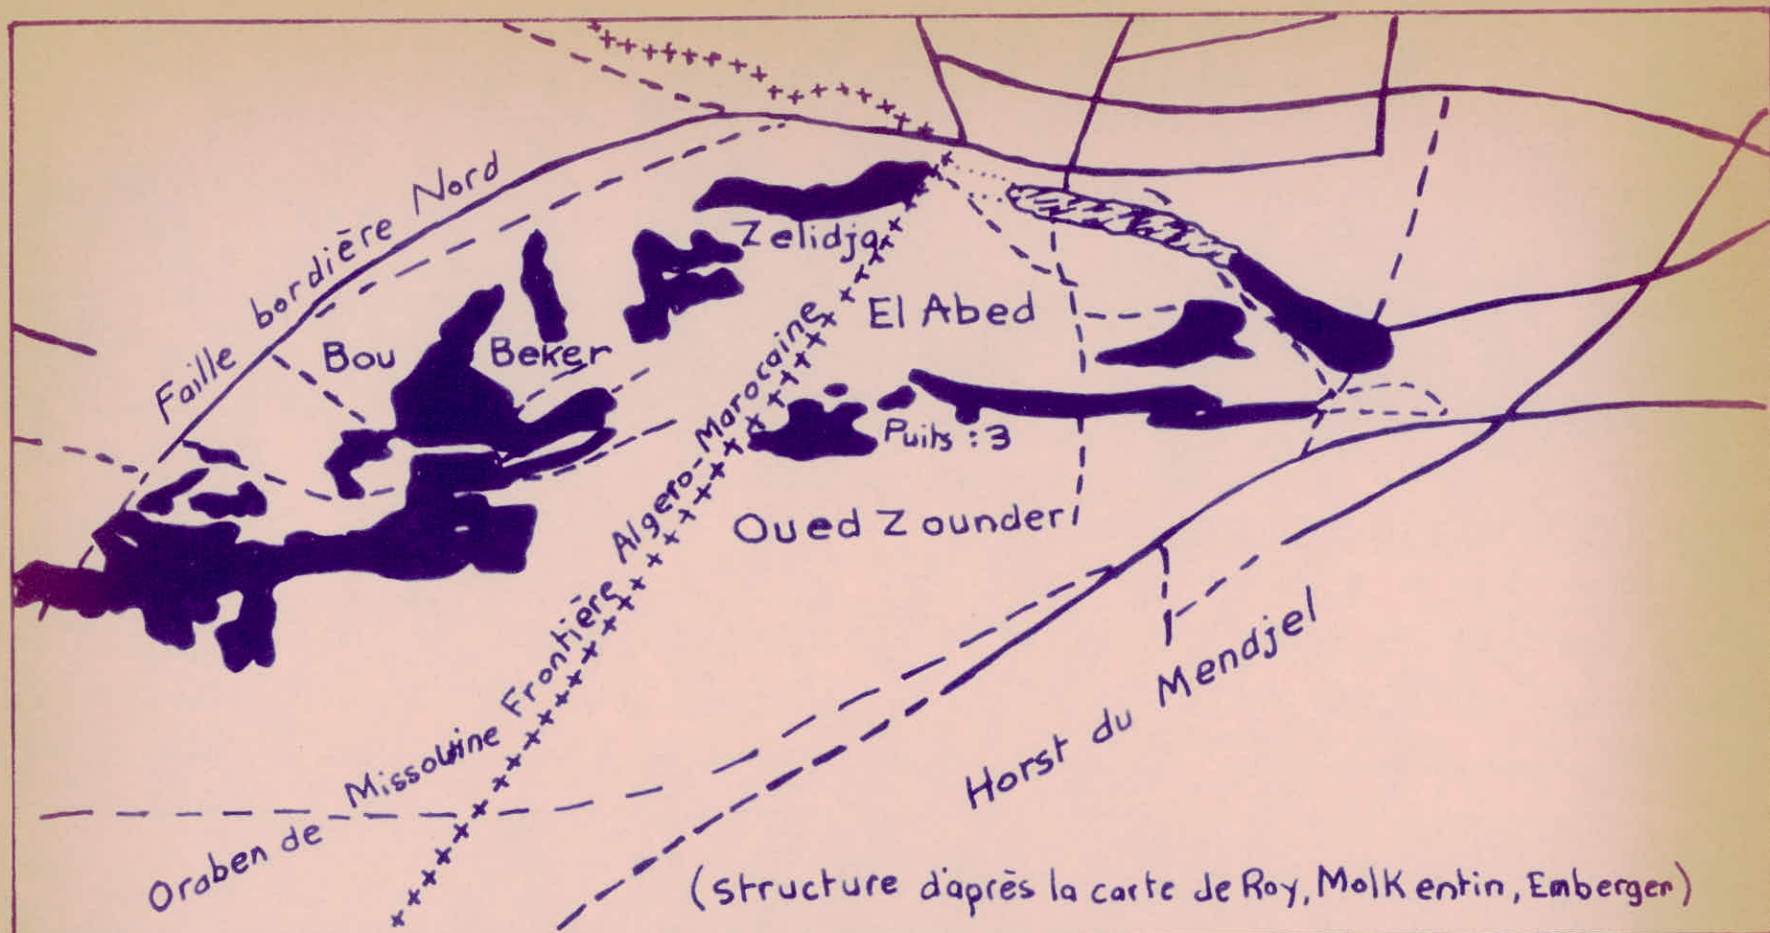 Faille bordière Nord
Zelidja
El Abed
Bou Beker
Puits : 3
Oued Zounder
Frontière Algero-Marocaine
Oraben de Missouine
Horst du Mendjel
(structure d'après la carte de Roy, Molkentin, Emberger)